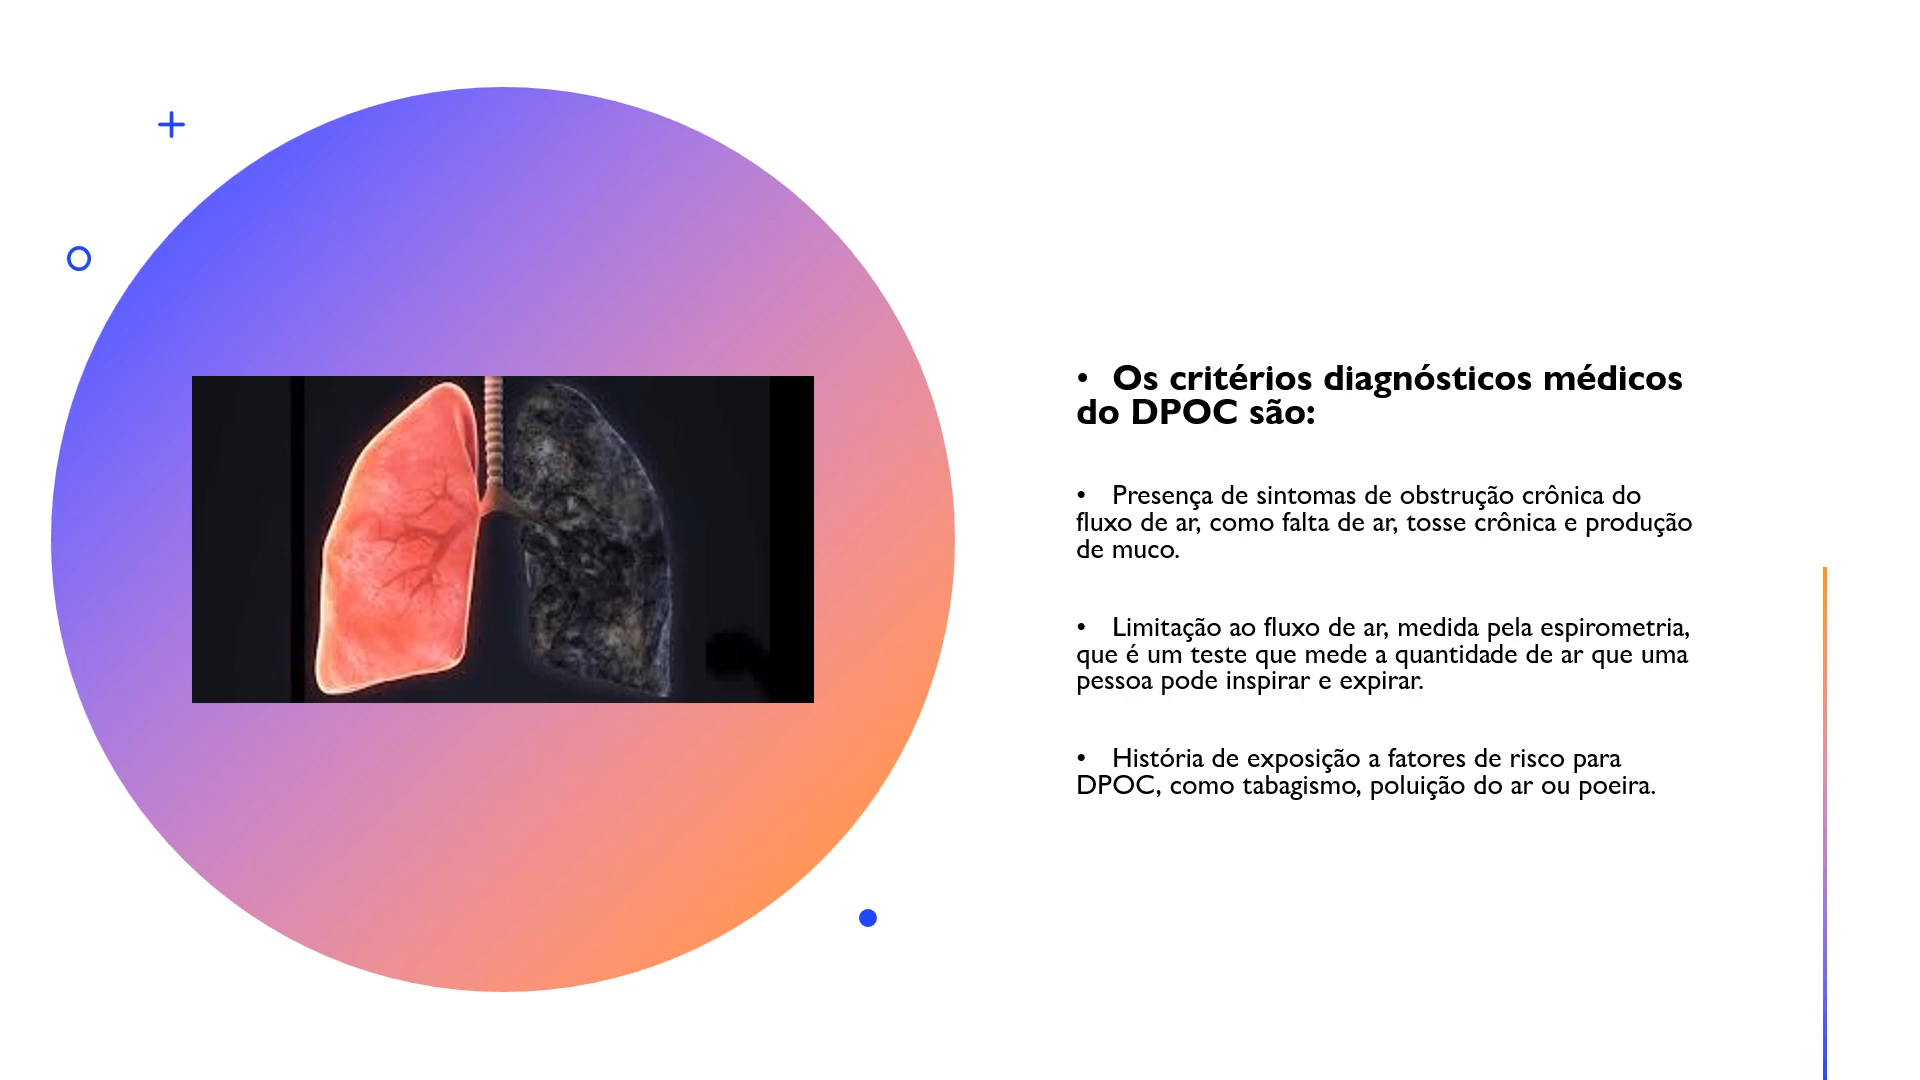 • Os critérios diagnósticos médicos
do DPOC são:
• Presença de sintomas de obstrução crônica do
fluxo de ar, como falta de ar, tosse crônica e produção
de muco.
• Limitação ao fluxo de ar, medida pela espirometria,
que é um teste que mede a quantidade de ar que uma
pessoa pode inspirar e expirar.
• História de exposição a fatores de risco para
DPOC, como tabagismo, poluição do ar ou poeira.